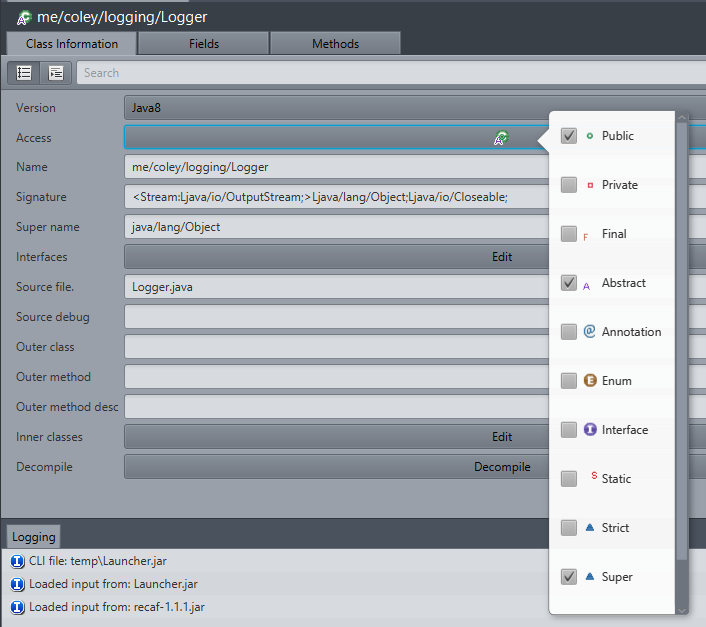 me/coley/logging/Logger
Class Information Fields Methods
Search
Version Java8
Access
Name me/coley/logging/Logger
Signature <Stream:Ljava/io/OutputStream;>Ljava/lang/Object;Ljava/io/Closeable;
Super name java/lang/Object
Interfaces Edit
Source file. Logger.java
Source debug
Outer class
Outer method
Outer method desc
Inner classes Edit
Decompile Decompile
Public
Private
F Final
A Abstract
@ Annotation
E Enum
I Interface
S Static
Strict
Super
Logging
CLI file: temp\Launcher.jar
Loaded input from: Launcher.jar
Loaded input from: recaf-1.1.1.jar